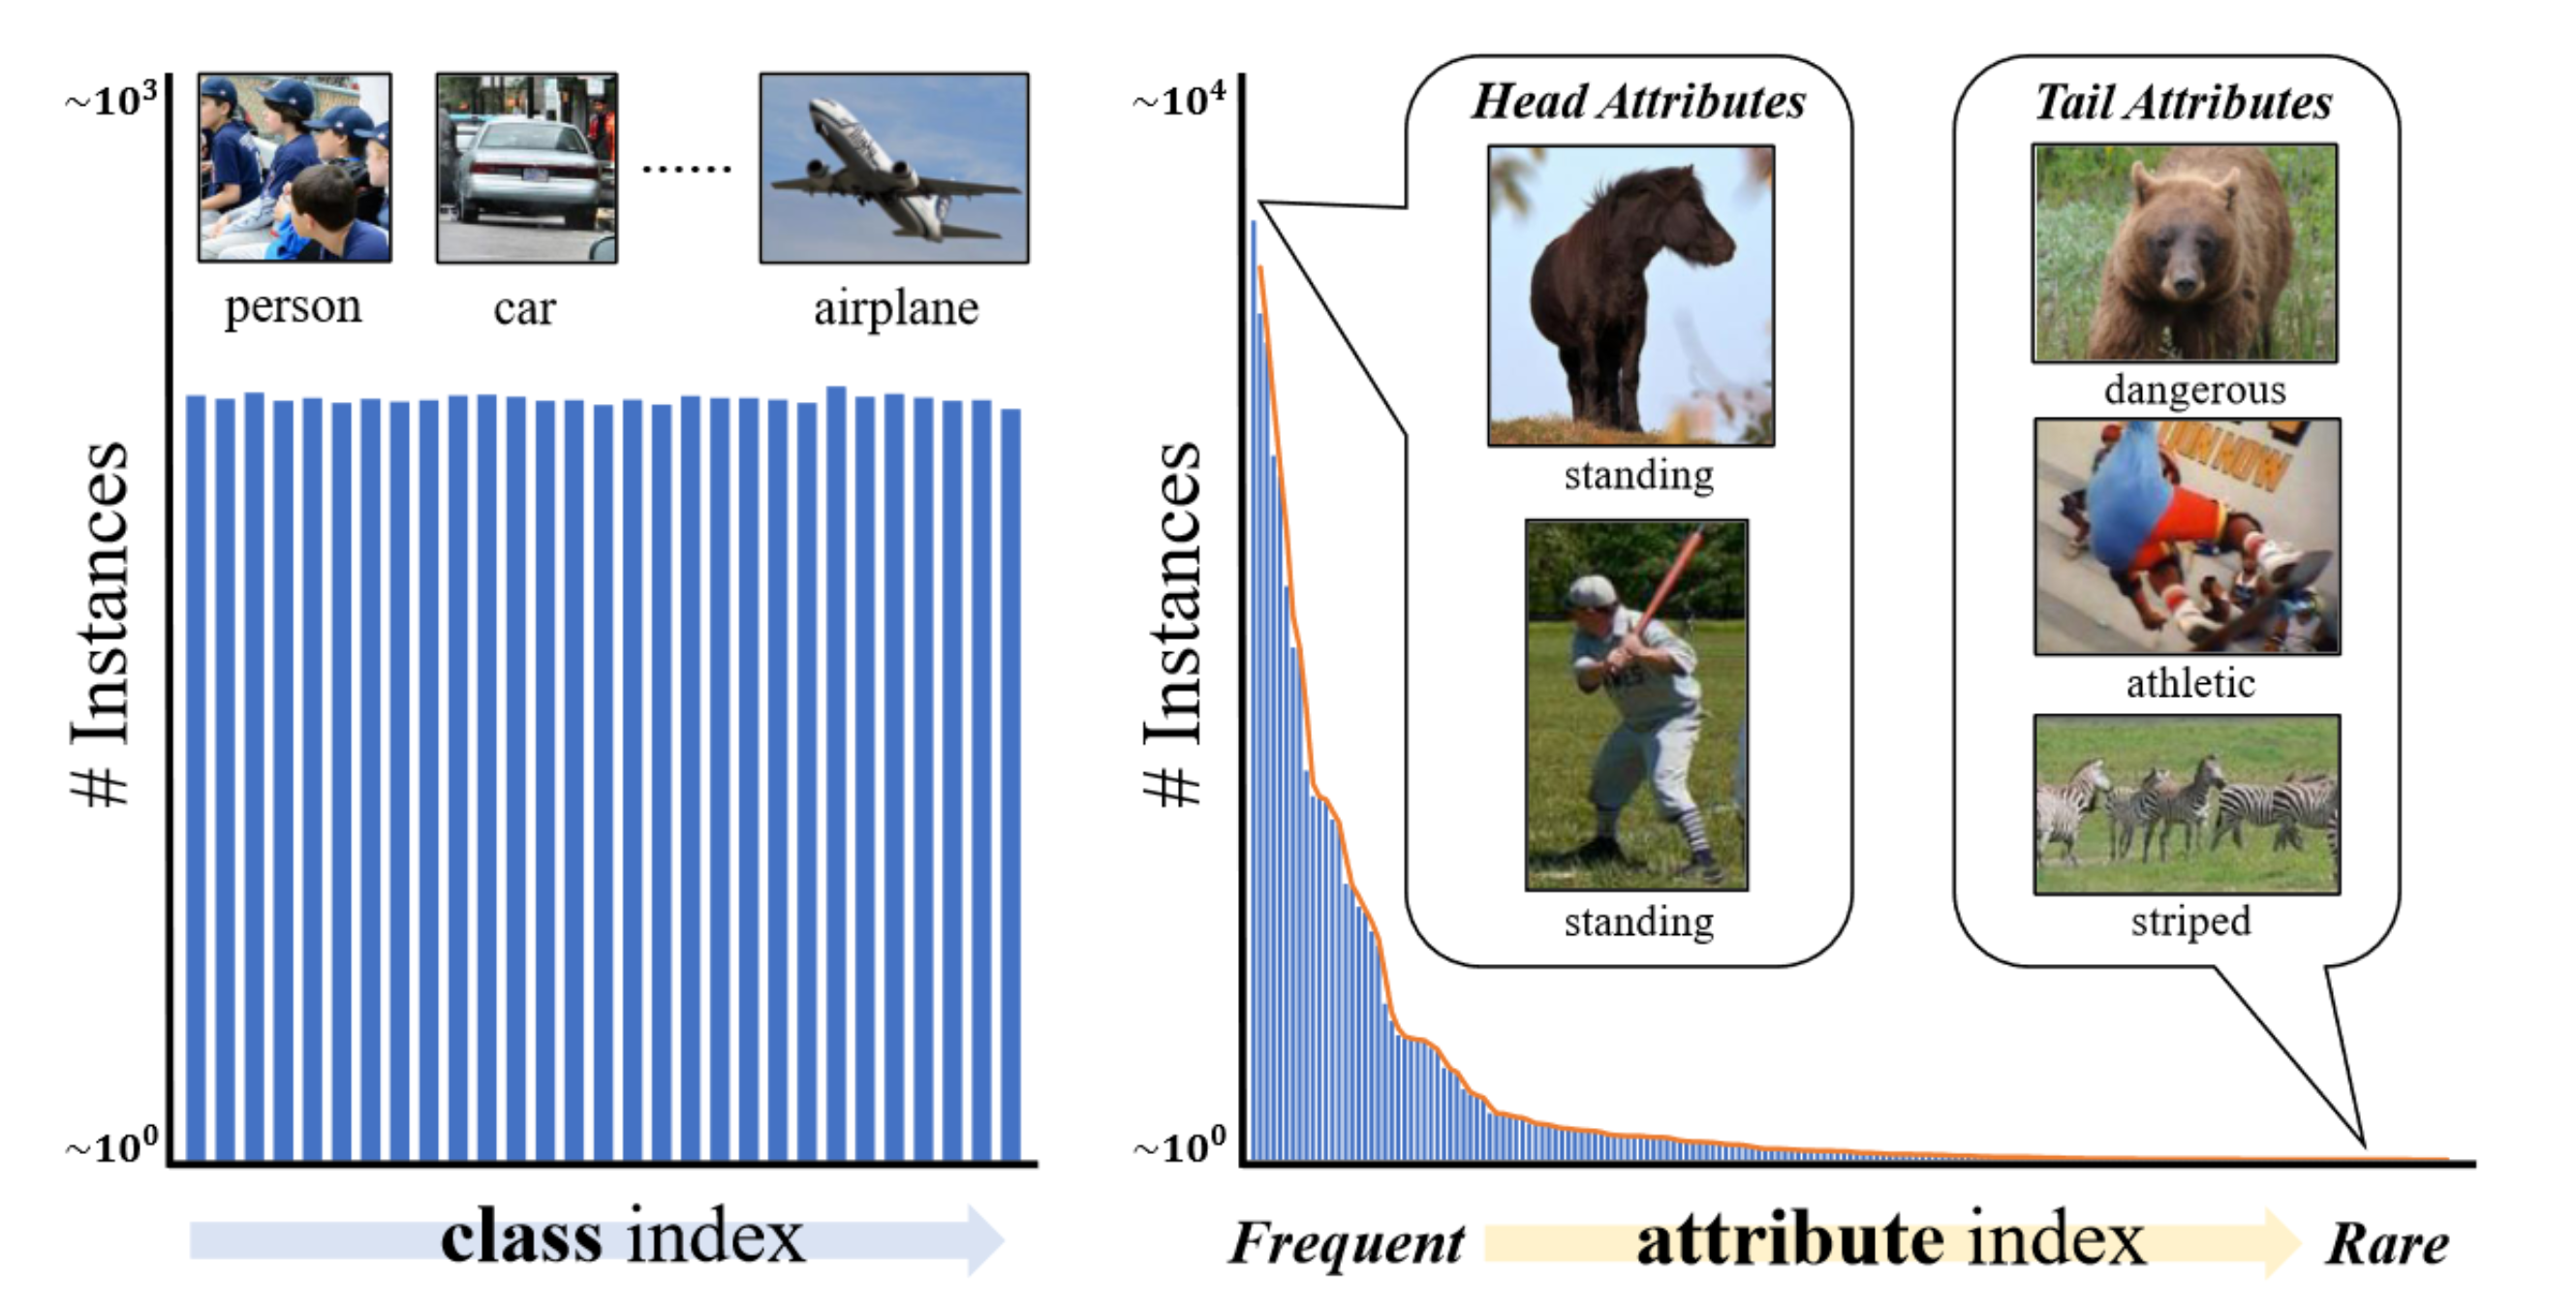 ~10³
# Instances
~10⁰
person
car
......
airplane
class index
~10⁴
# Instances
~10⁰
Head Attributes
standing
standing
Tail Attributes
dangerous
athletic
striped
Frequent
attribute index
Rare